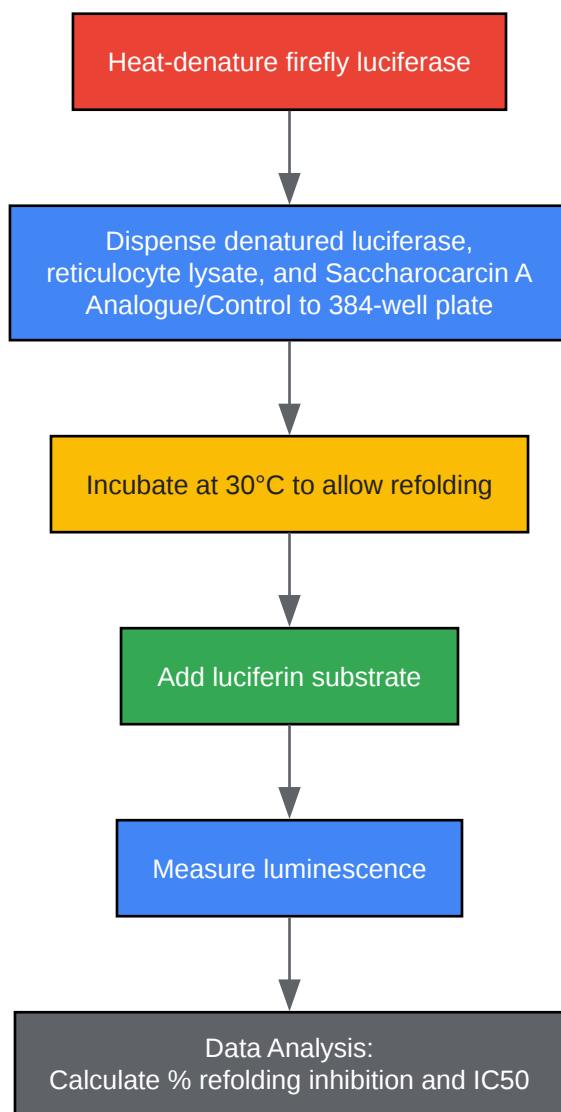 Heat-denature firefly luciferase
Dispense denatured luciferase,
reticulocyte lysate, and Saccharocarcin A
Analogue/Control to 384-well plate
Incubate at 30°C to allow refolding
Add luciferin substrate
Measure luminescence
Data Analysis:
Calculate % refolding inhibition and IC50